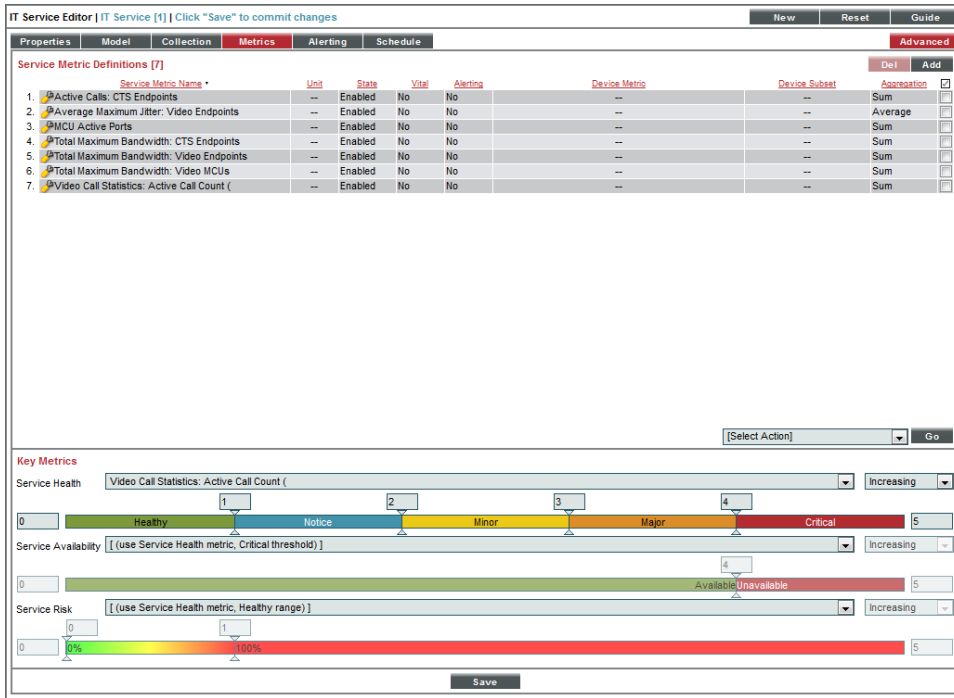 IT Service Editor | IT Service [1] | Click "Save" to commit changes New Reset Guide
Properties Model Collection Metrics Alerting Schedule Advanced
Service Metric Definitions [7] Del Add
Service Metric Name Unit State Vital Alerting Device Metric Device Subset Aggregation
1. Active Calls: CTS Endpoints -- Enabled No No -- -- Sum
2. Average Maximum Jitter: Video Endpoints -- Enabled No No -- -- Average
3. MCU Active Ports -- Enabled No No -- -- Sum
4. Total Maximum Bandwidth: CTS Endpoints -- Enabled No No -- -- Sum
5. Total Maximum Bandwidth: Video Endpoints -- Enabled No No -- -- Sum
6. Total Maximum Bandwidth: Video MCUs -- Enabled No No -- -- Sum
7. Video Call Statistics: Active Call Count ( -- Enabled No No -- -- Sum
[Select Action] Go
Key Metrics
Service Health Video Call Statistics: Active Call Count ( Increasing
1 2 3 4
0 Healthy Notice Minor Major Critical 5
Service Availability [ (use Service Health metric, Critical threshold) ] Increasing
4
0 Available Unavailable 5
Service Risk [ (use Service Health metric, Healthy range) ] Increasing
0 1
0 0% 100% 5
Save